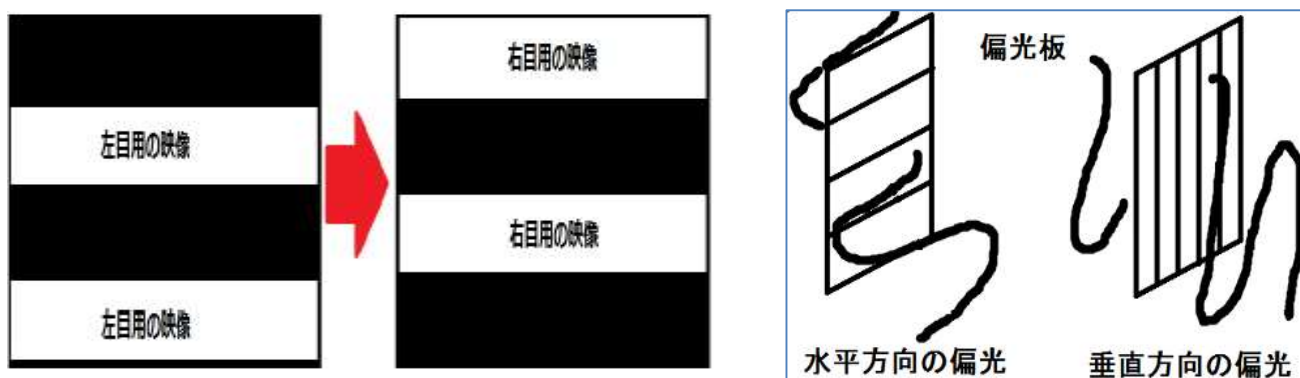 左目用の映像
左目用の映像
右目用の映像
右目用の映像
偏光板
水平方向の偏光
垂直方向の偏光